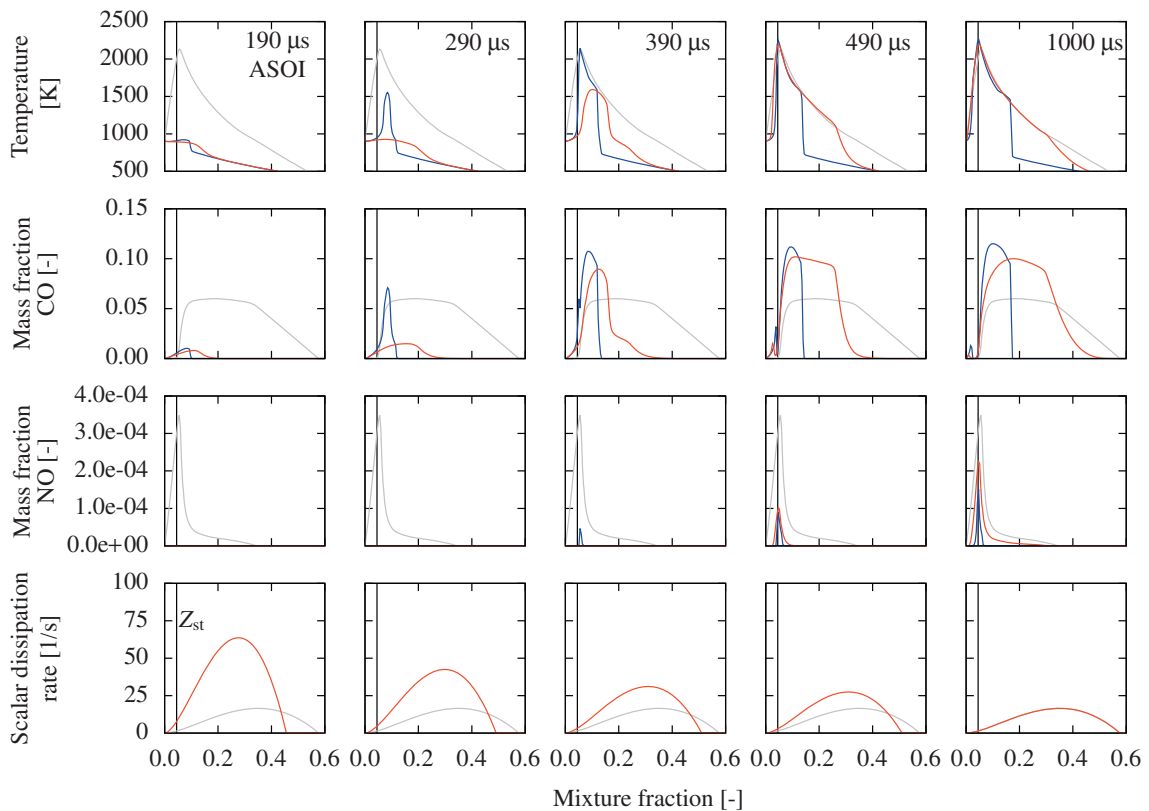 190 µs
ASOI
290 µs
390 µs
490 µs
1000 µs
Temperature
[K]
2500
2000
1500
1000
500
Mass fraction
CO [-]
0.15
0.10
0.05
0.00
Mass fraction
NO [-]
4.0e-04
3.0e-04
2.0e-04
1.0e-04
0.0e+00
Scalar dissipation
rate [1/s]
100
75
50
25
0
Zst
0.0 0.2 0.4 0.6
0.0 0.2 0.4 0.6
0.0 0.2 0.4 0.6
0.0 0.2 0.4 0.6
0.0 0.2 0.4 0.6
Mixture fraction [-]